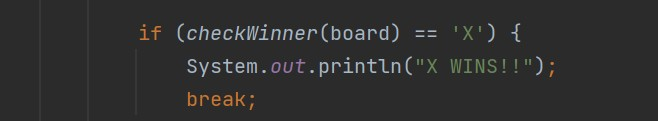 if (checkWinner(board) == 'X') {
System.out.println("X WINS!!");
break;